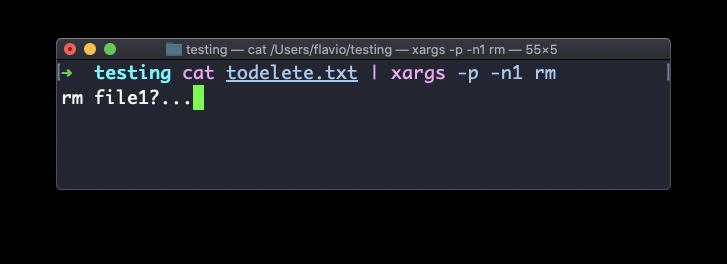 testing — cat /Users/flavio/testing — xargs -p -n1 rm — 55×5
➜  testing cat todelete.txt | xargs -p -n1 rm
rm file1?...